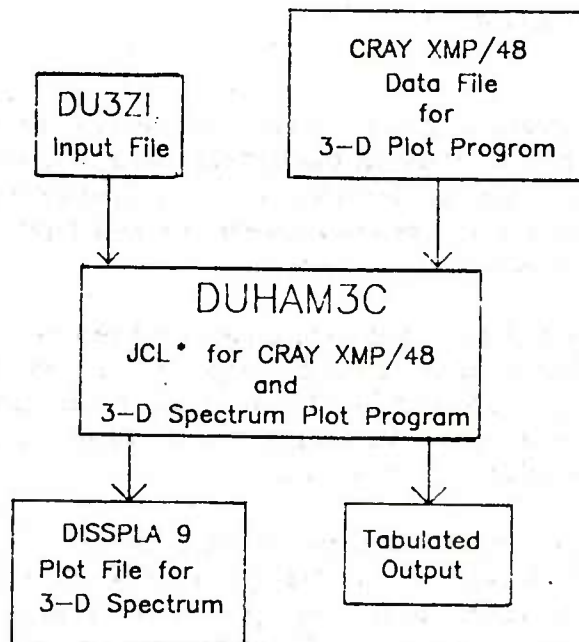 DU3ZI
Input File
CRAY XMP/48
Data File
for
3-D Plot Program
DUHAM3C
JCL* for CRAY XMP/48
and
3-D Spectrum Plot Program
DISSPLA 9
Plot File for
3-D Spectrum
Tabulated
Output